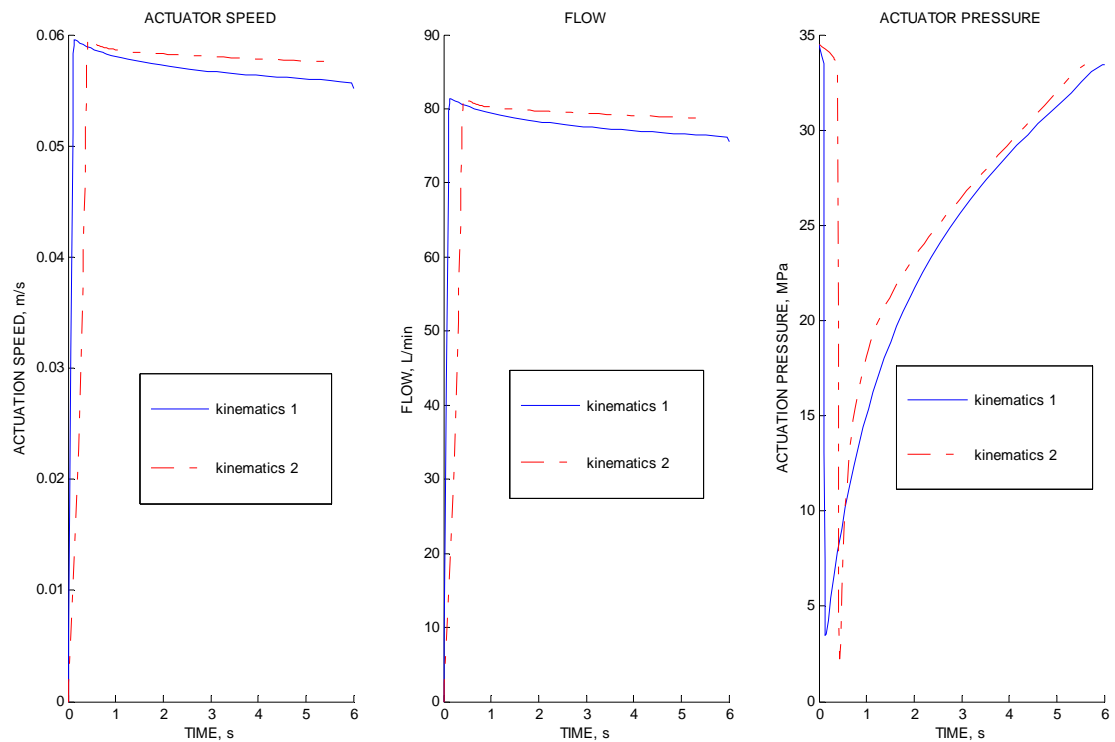 ACTUATOR SPEED
0.06
0.05
0.04
0.03
0.02
0.01
0
ACTUATION SPEED, m/s
kinematics 1
kinematics 2
0 1 2 3 4 5 6
TIME, s
FLOW
90
80
70
60
50
40
30
20
10
0
FLOW, L/min
kinematics 1
kinematics 2
0 1 2 3 4 5 6
TIME, s
ACTUATOR PRESSURE
35
30
25
20
15
10
5
0
ACTUATION PRESSURE, MPa
kinematics 1
kinematics 2
0 1 2 3 4 5 6
TIME, s